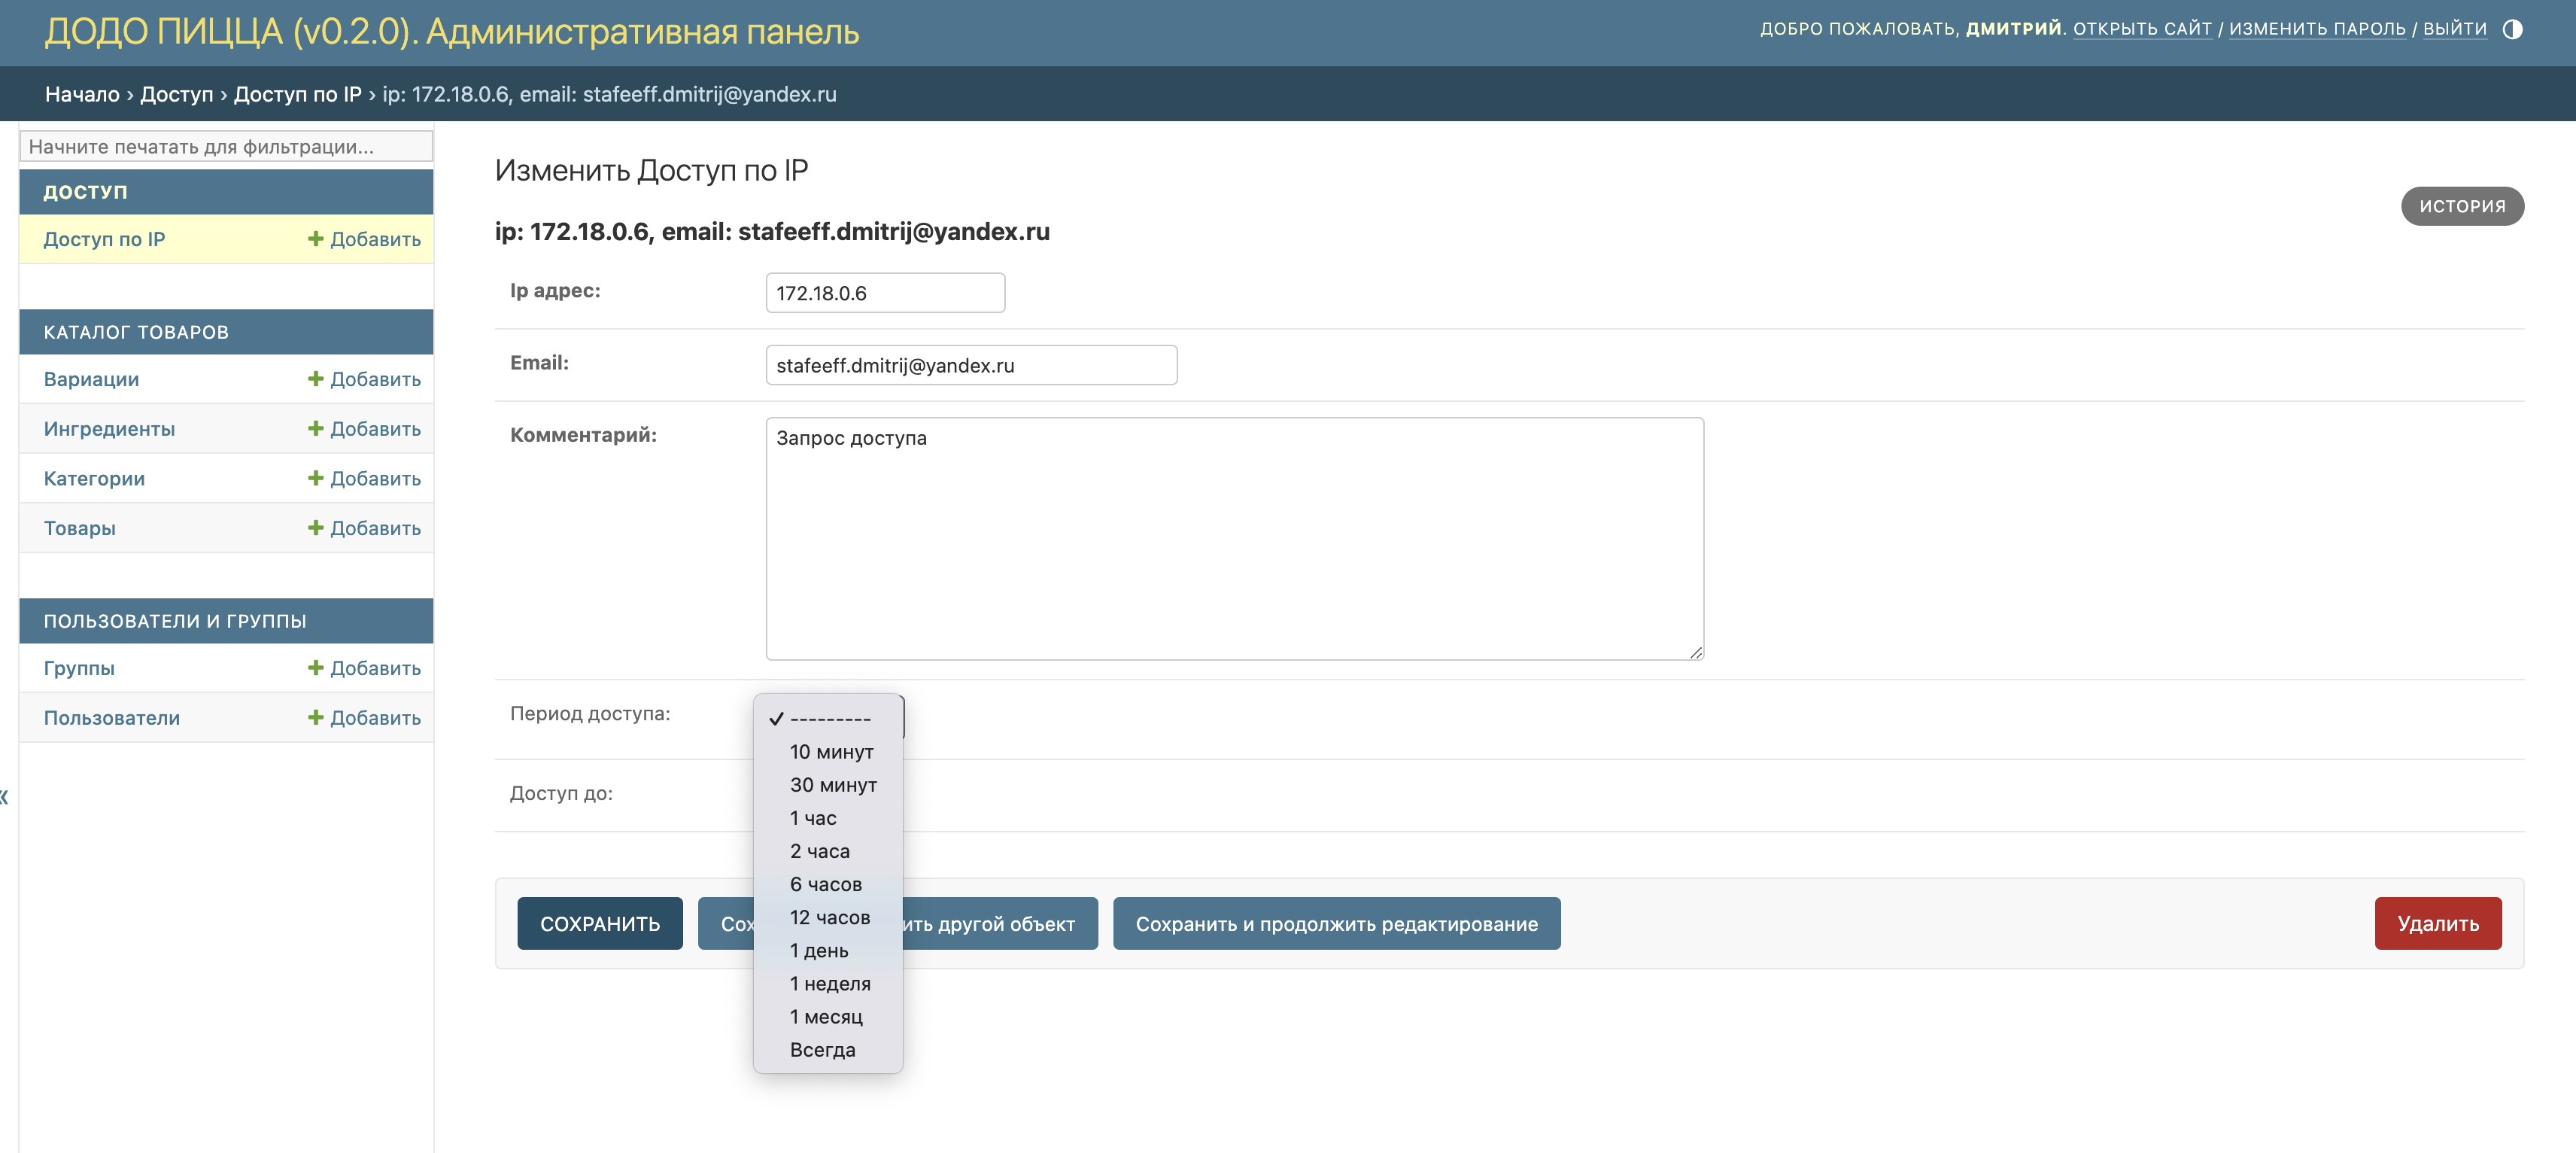 ДОДО ПИЦЦА (v0.2.0). Административная панель
ДОБРО ПОЖАЛОВАТЬ, ДМИТРИЙ. ОТКРЫТЬ САЙТ / ИЗМЕНИТЬ ПАРОЛЬ / ВЫЙТИ
Начало › Доступ › Доступ по IP › ip: 172.18.0.6, email: stafeeff.dmitrij@yandex.ru
Начните печатать для фильтрации...
ДОСТУП
Доступ по IP Добавить
КАТАЛОГ ТОВАРОВ
Вариации Добавить
Ингредиенты Добавить
Категории Добавить
Товары Добавить
ПОЛЬЗОВАТЕЛИ И ГРУППЫ
Группы Добавить
Пользователи Добавить
«
Изменить Доступ по IP
ИСТОРИЯ
ip: 172.18.0.6, email: stafeeff.dmitrij@yandex.ru
Ip адрес: 172.18.0.6
Email: stafeeff.dmitrij@yandex.ru
Комментарий: Запрос доступа
Период доступа:
✓ ---------
10 минут
30 минут
1 час
2 часа
6 часов
12 часов
1 день
1 неделя
1 месяц
Всегда
Доступ до:
СОХРАНИТЬ
Сох ить другой объект
Сохранить и продолжить редактирование
Удалить